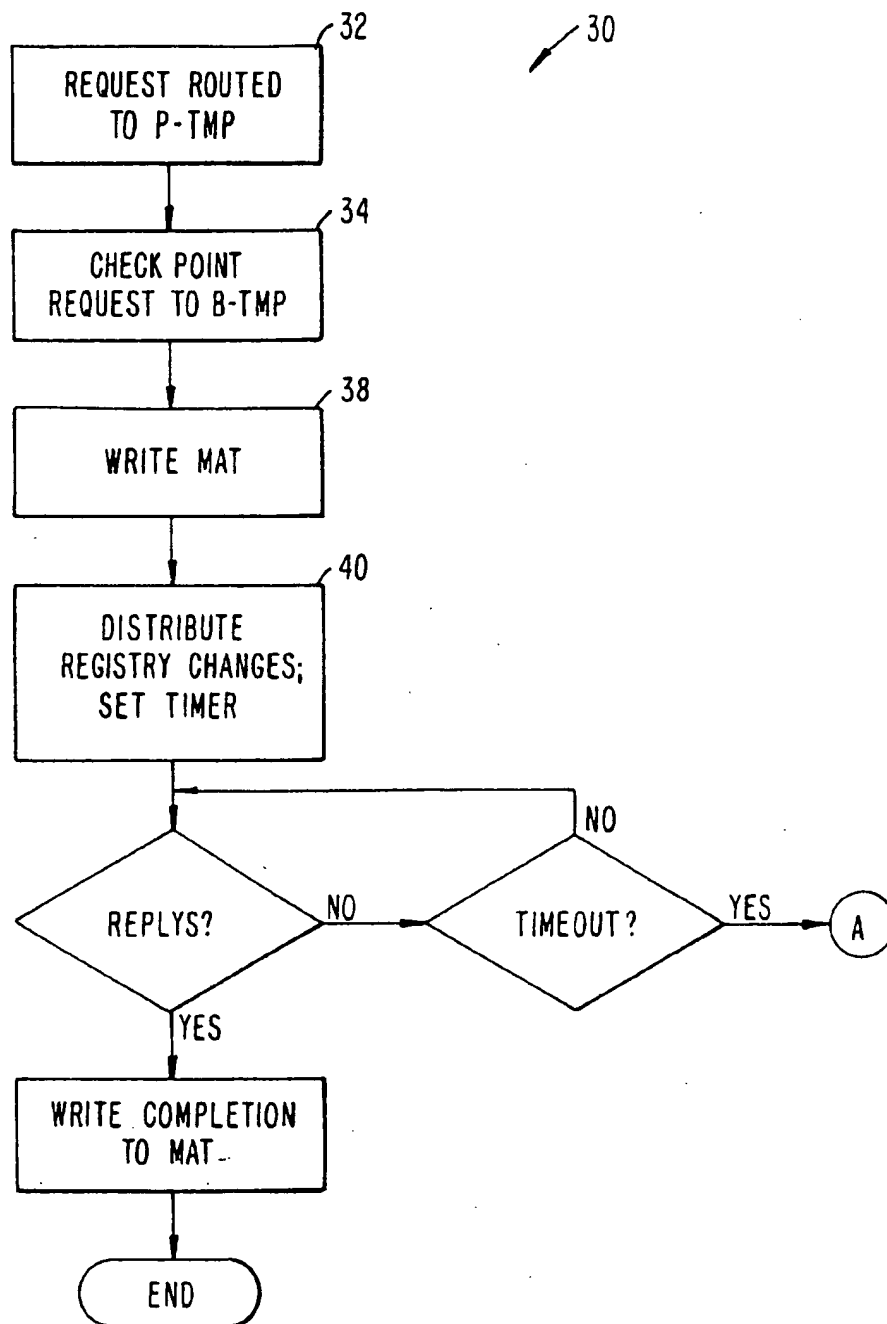 32
30
REQUEST ROUTED
TO P-TMP
34
CHECK POINT
REQUEST TO B-TMP
38
WRITE MAT
40
DISTRIBUTE
REGISTRY CHANGES;
SET TIMER
NO
REPLYS?
NO
TIMEOUT?
YES
A
YES
WRITE COMPLETION
TO MAT
END